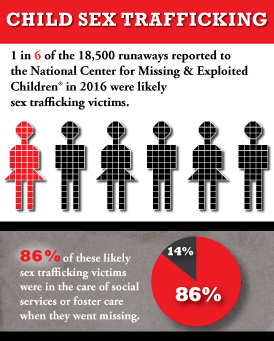 CHILD SEX TRAFFICKING
1 in 6 of the 18,500 runaways reported to
the National Center for Missing & Exploited
Children® in 2016 were likely
sex trafficking victims.
86% of these likely
sex trafficking victims
were in the care of social
services or foster care
when they went missing.
14%
86%